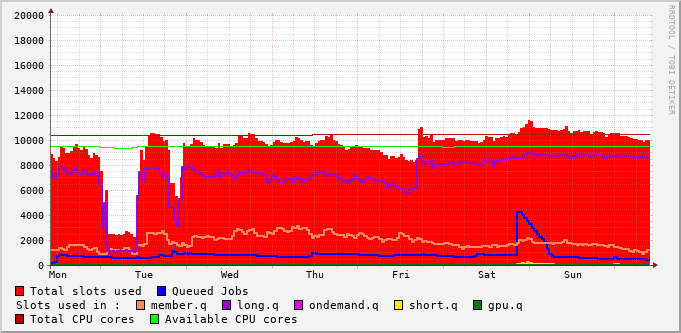 RRDTOOL / TOBI OETIKER
20000
18000
16000
14000
12000
10000
8000
6000
4000
2000
0
Mon Tue Wed Thu Fri Sat Sun
Total slots used Queued Jobs
Slots used in : member.q long.q ondemand.q short.q gpu.q
Total CPU cores Available CPU cores